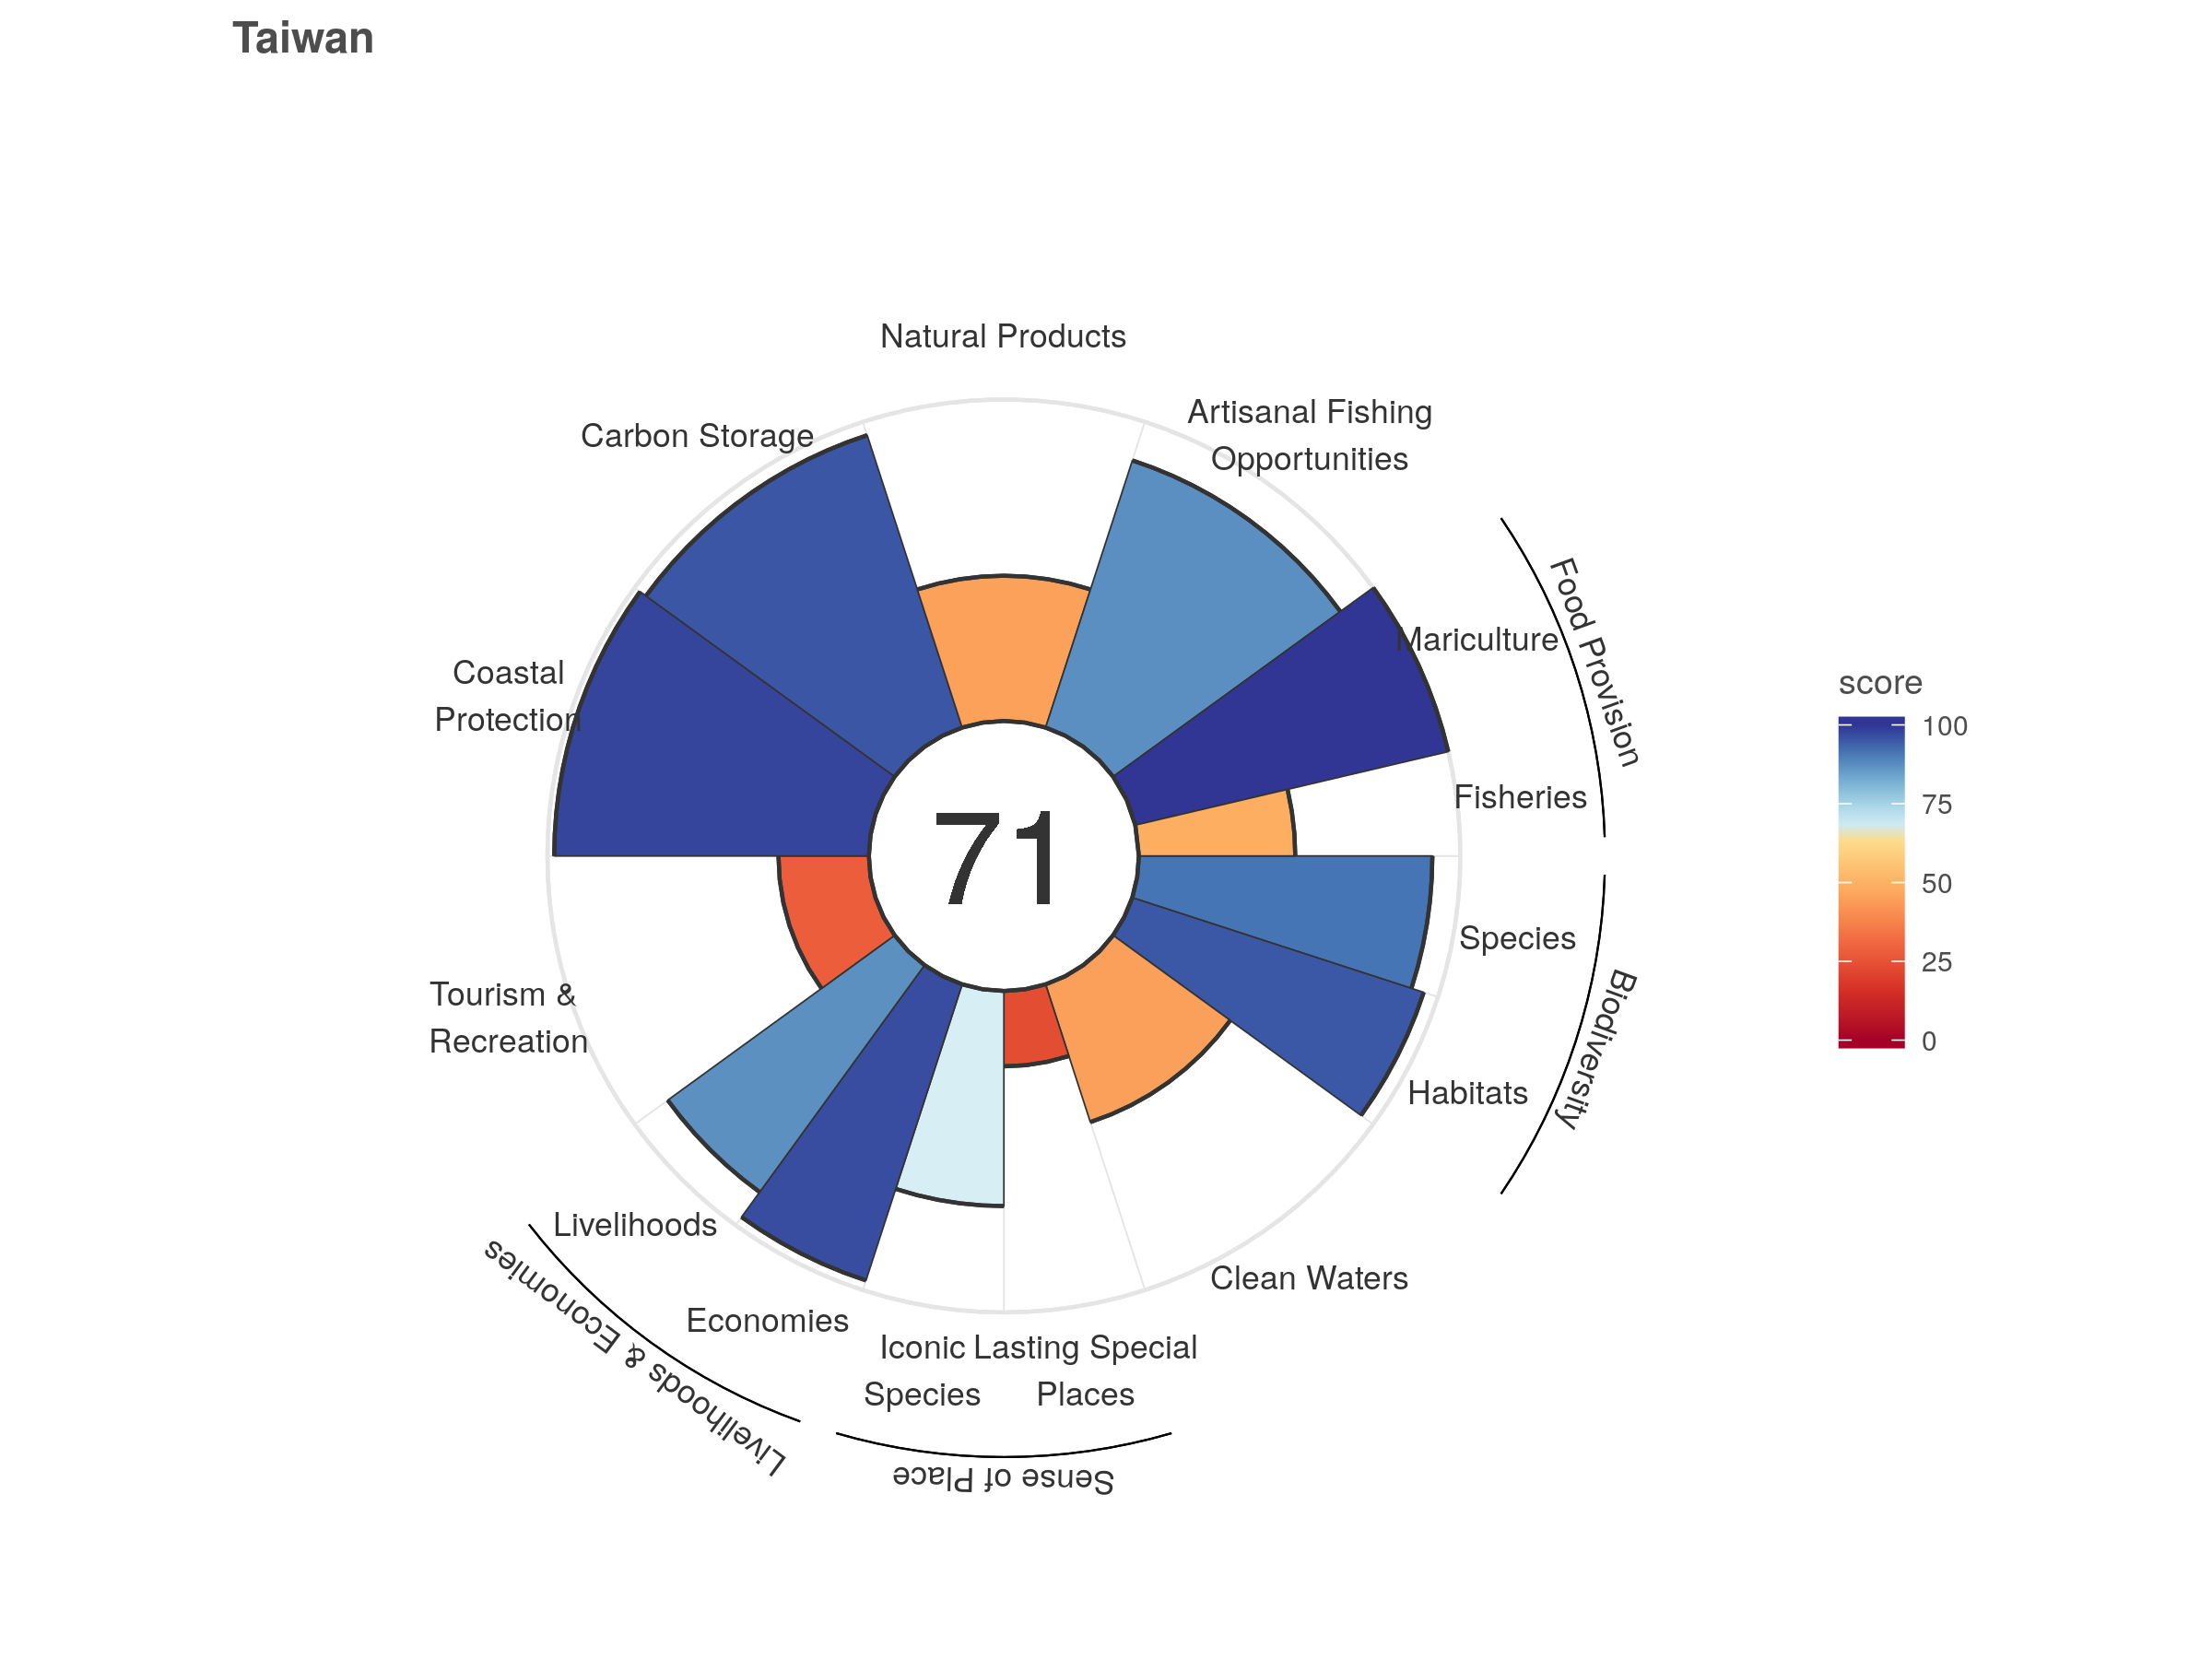 Taiwan
Natural Products
Artisanal Fishing
Opportunities
Carbon Storage
Mariculture
Food Provision
Coastal
Protection
Fisheries
71
Species
Biodiversity
Habitats
Tourism &
Recreation
Livelihoods
Clean Waters
Economies
Livelihoods & Economies
Iconic
Species
Lasting Special
Places
Sense of Place
score
100
75
50
25
0